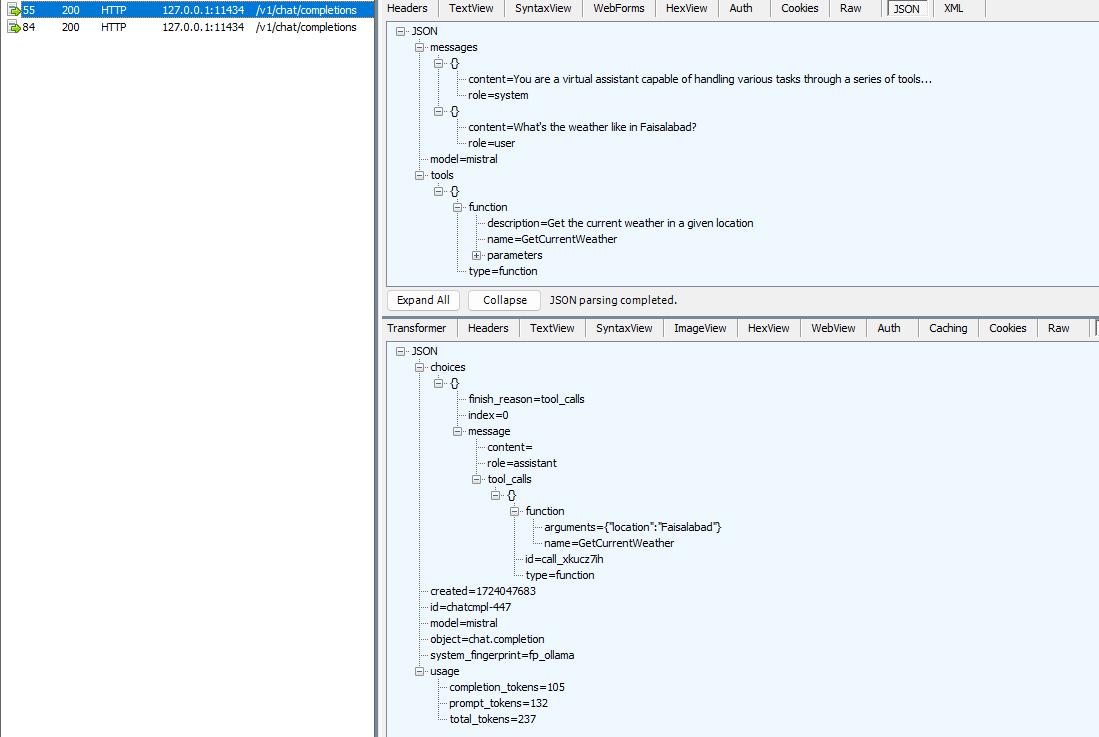 55 200 HTTP 127.0.0.1:11434 /v1/chat/completions
84 200 HTTP 127.0.0.1:11434 /v1/chat/completions
Headers TextView SyntaxView WebForms HexView Auth Cookies Raw JSON XML
JSON
messages
{}
content=You are a virtual assistant capable of handling various tasks through a series of tools...
role=system
{}
content=What's the weather like in Faisalabad?
role=user
model=mistral
tools
{}
function
description=Get the current weather in a given location
name=GetCurrentWeather
parameters
type=function
Expand All Collapse JSON parsing completed.
Transformer Headers TextView SyntaxView ImageView HexView WebView Auth Caching Cookies Raw
JSON
choices
{}
finish_reason=tool_calls
index=0
message
content=
role=assistant
tool_calls
{}
function
arguments={"location":"Faisalabad"}
name=GetCurrentWeather
id=call_xkucz7ih
type=function
created=1724047683
id=chatcmpl-447
model=mistral
object=chat.completion
system_fingerprint=fp_ollama
usage
completion_tokens=105
prompt_tokens=132
total_tokens=237